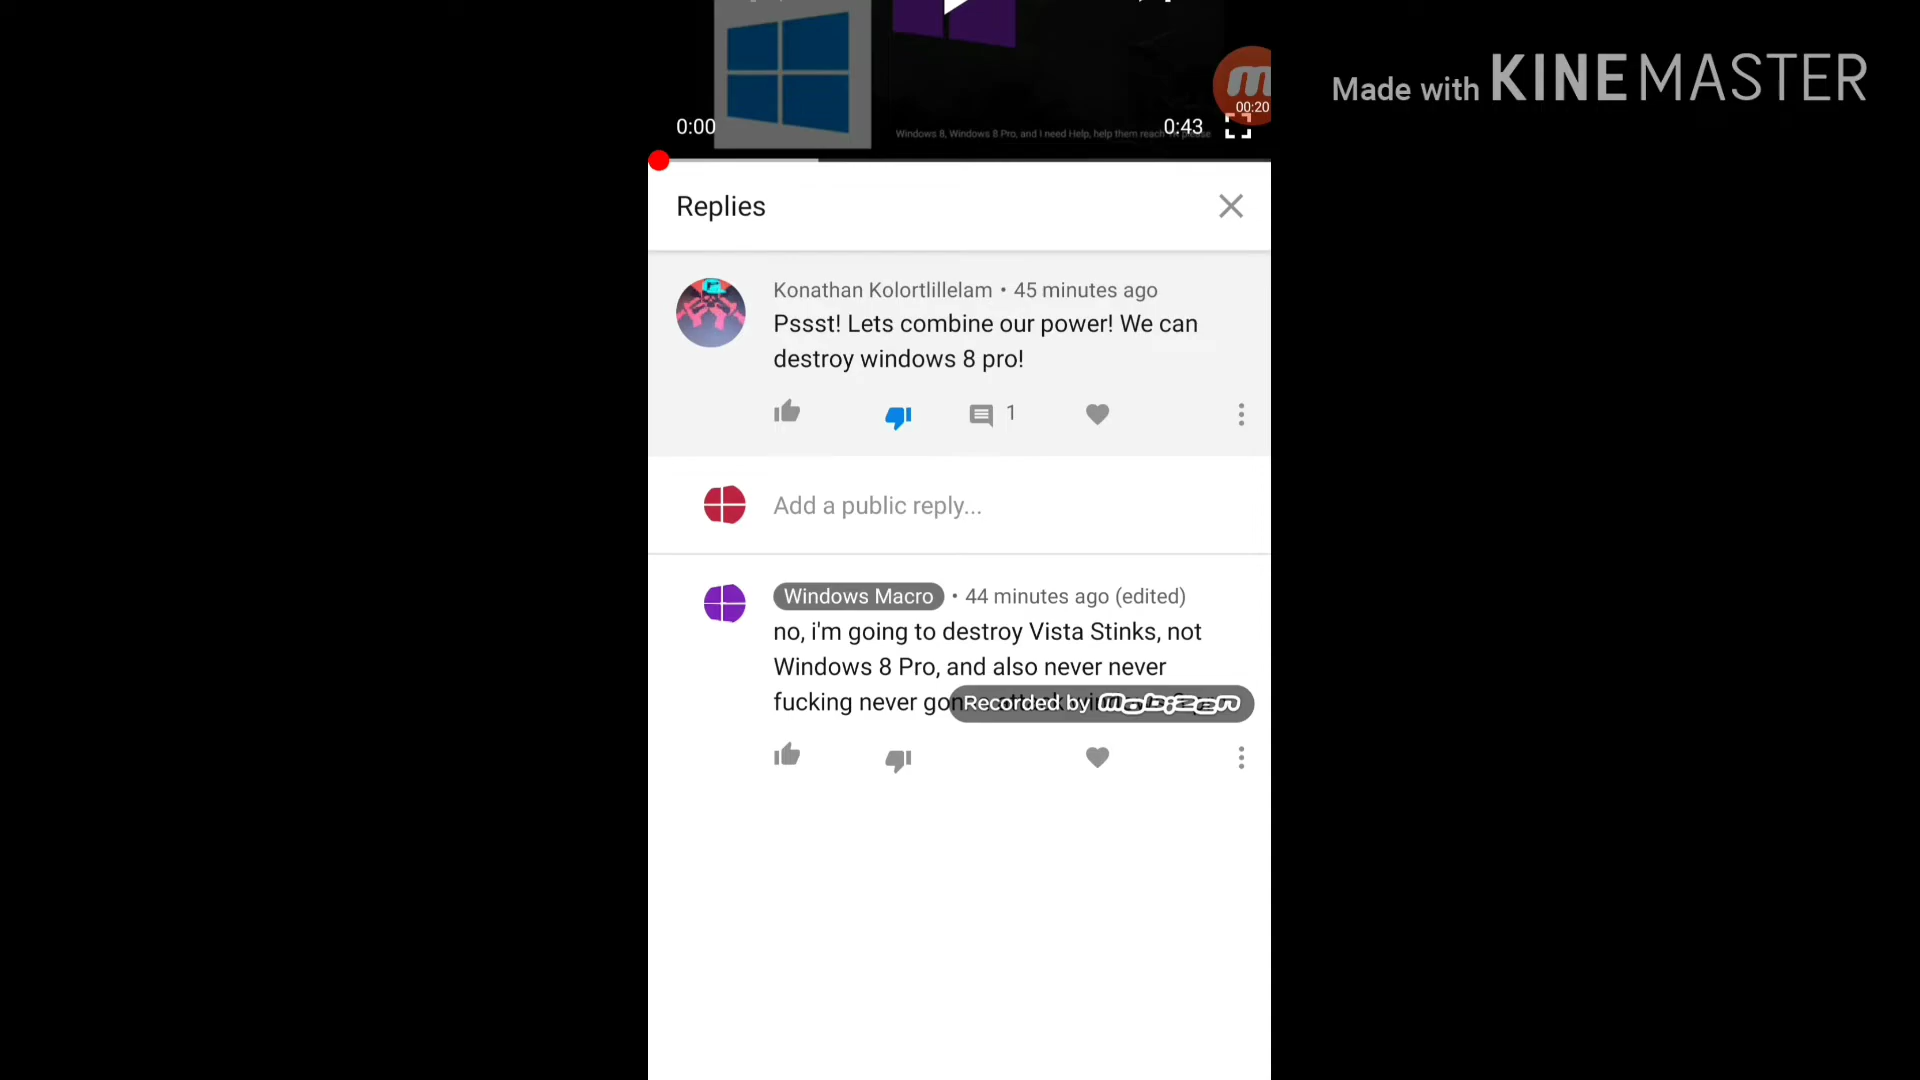 Made with KINEMASTER
00:20
0:00
0:43
Windows 8, Windows 8 Pro, and I need Help, help them reach
Replies
Konathan Kolortlillelam • 45 minutes ago
Pssst! Lets combine our power! We can
destroy windows 8 pro!
1
Add a public reply...
Windows Macro • 44 minutes ago (edited)
no, i'm going to destroy Vista Stinks, not
Windows 8 Pro, and also never never
fucking never
Recorded by mobizen